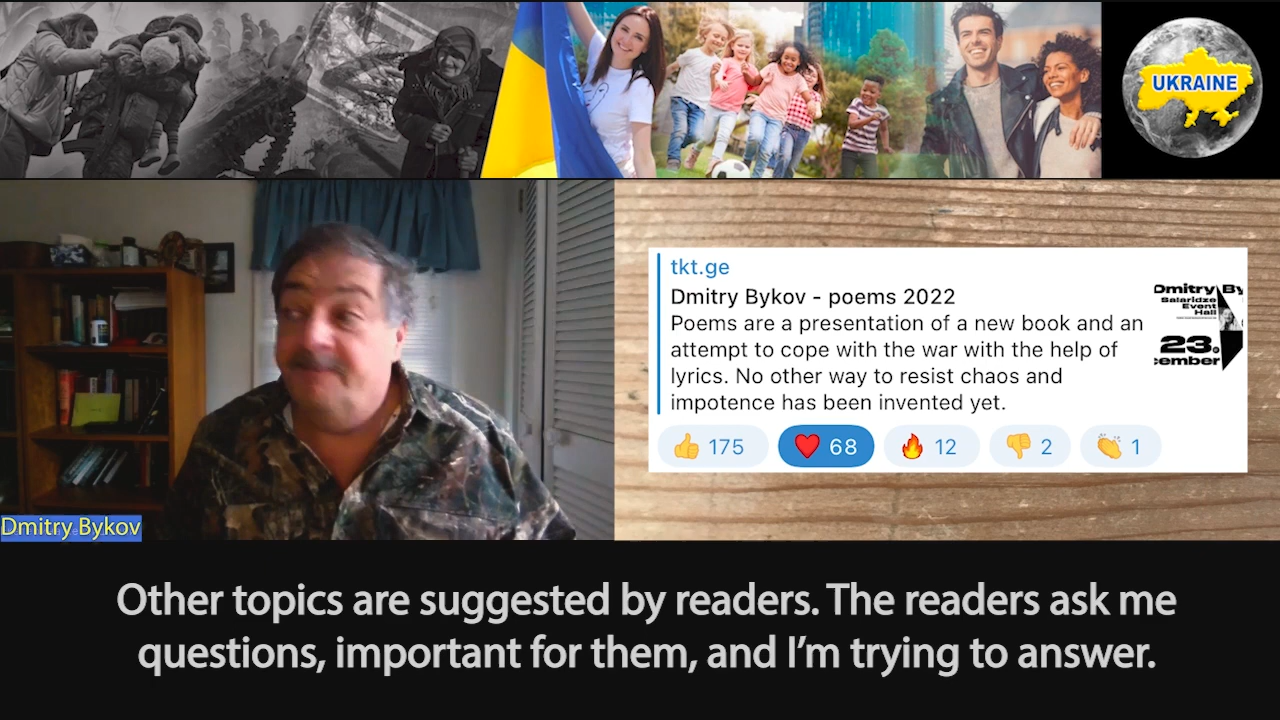 UKRAINE
tkt.ge
Dmitry Bykov - poems 2022
Poems are a presentation of a new book and an
attempt to cope with the war with the help of
lyrics. No other way to resist chaos and
impotence has been invented yet.
Dmitry By
Event
Hall
23.
cember
👍 175
❤️ 68
🔥 12
👎 2
👏 1
Dmitry Bykov
Other topics are suggested by readers. The readers ask me
questions, important for them, and I'm trying to answer.